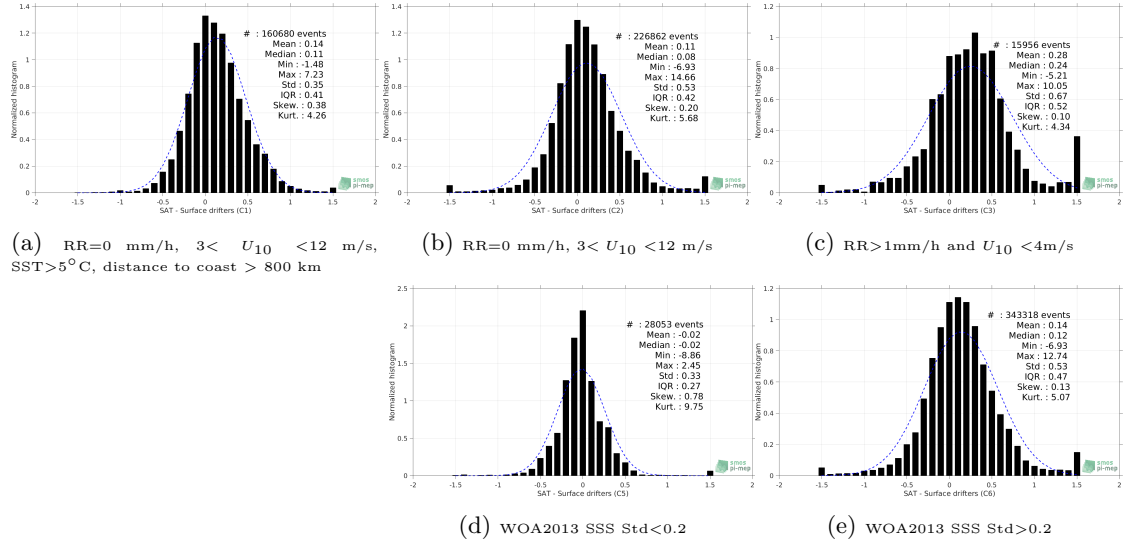 1.4
1.2
1
0.8
0.6
0.4
0.2
0
Normalized histogram
-2 -1.5 -1 -0.5 0 0.5 1 1.5 2
SAT - Surface drifters (C1)
# : 160680 events
Mean : 0.14
Median : 0.11
Min : -1.48
Max : 7.23
Std : 0.35
IQR : 0.41
Skew. : 0.38
Kurt. : 4.26
smos
pi-mep
(a) RR=0 mm/h, 3< U10 <12 m/s,
SST>5°C, distance to coast > 800 km
1.4
1.2
1
0.8
0.6
0.4
0.2
0
Normalized histogram
-2 -1.5 -1 -0.5 0 0.5 1 1.5 2
SAT - Surface drifters (C2)
# : 226862 events
Mean : 0.11
Median : 0.08
Min : -6.93
Max : 14.66
Std : 0.53
IQR : 0.42
Skew. : 0.20
Kurt. : 5.68
smos
pi-mep
(b) RR=0 mm/h, 3< U10 <12 m/s
1.2
1
0.8
0.6
0.4
0.2
0
Normalized histogram
-2 -1.5 -1 -0.5 0 0.5 1 1.5 2
SAT - Surface drifters (C3)
# : 15956 events
Mean : 0.28
Median : 0.24
Min : -5.21
Max : 10.05
Std : 0.67
IQR : 0.52
Skew. : 0.10
Kurt. : 4.34
smos
pi-mep
(c) RR>1mm/h and U10 <4m/s
2.5
2
1.5
1
0.5
0
Normalized histogram
-2 -1.5 -1 -0.5 0 0.5 1 1.5 2
SAT - Surface drifters (C5)
# : 28053 events
Mean : -0.02
Median : -0.02
Min : -8.86
Max : 2.45
Std : 0.33
IQR : 0.27
Skew. : 0.78
Kurt. : 9.75
smos
pi-mep
(d) WOA2013 SSS Std<0.2
1.2
1
0.8
0.6
0.4
0.2
0
Normalized histogram
-2 -1.5 -1 -0.5 0 0.5 1 1.5 2
SAT - Surface drifters (C6)
# : 343318 events
Mean : 0.14
Median : 0.12
Min : -6.93
Max : 12.74
Std : 0.53
IQR : 0.47
Skew. : 0.13
Kurt. : 5.07
smos
pi-mep
(e) WOA2013 SSS Std>0.2